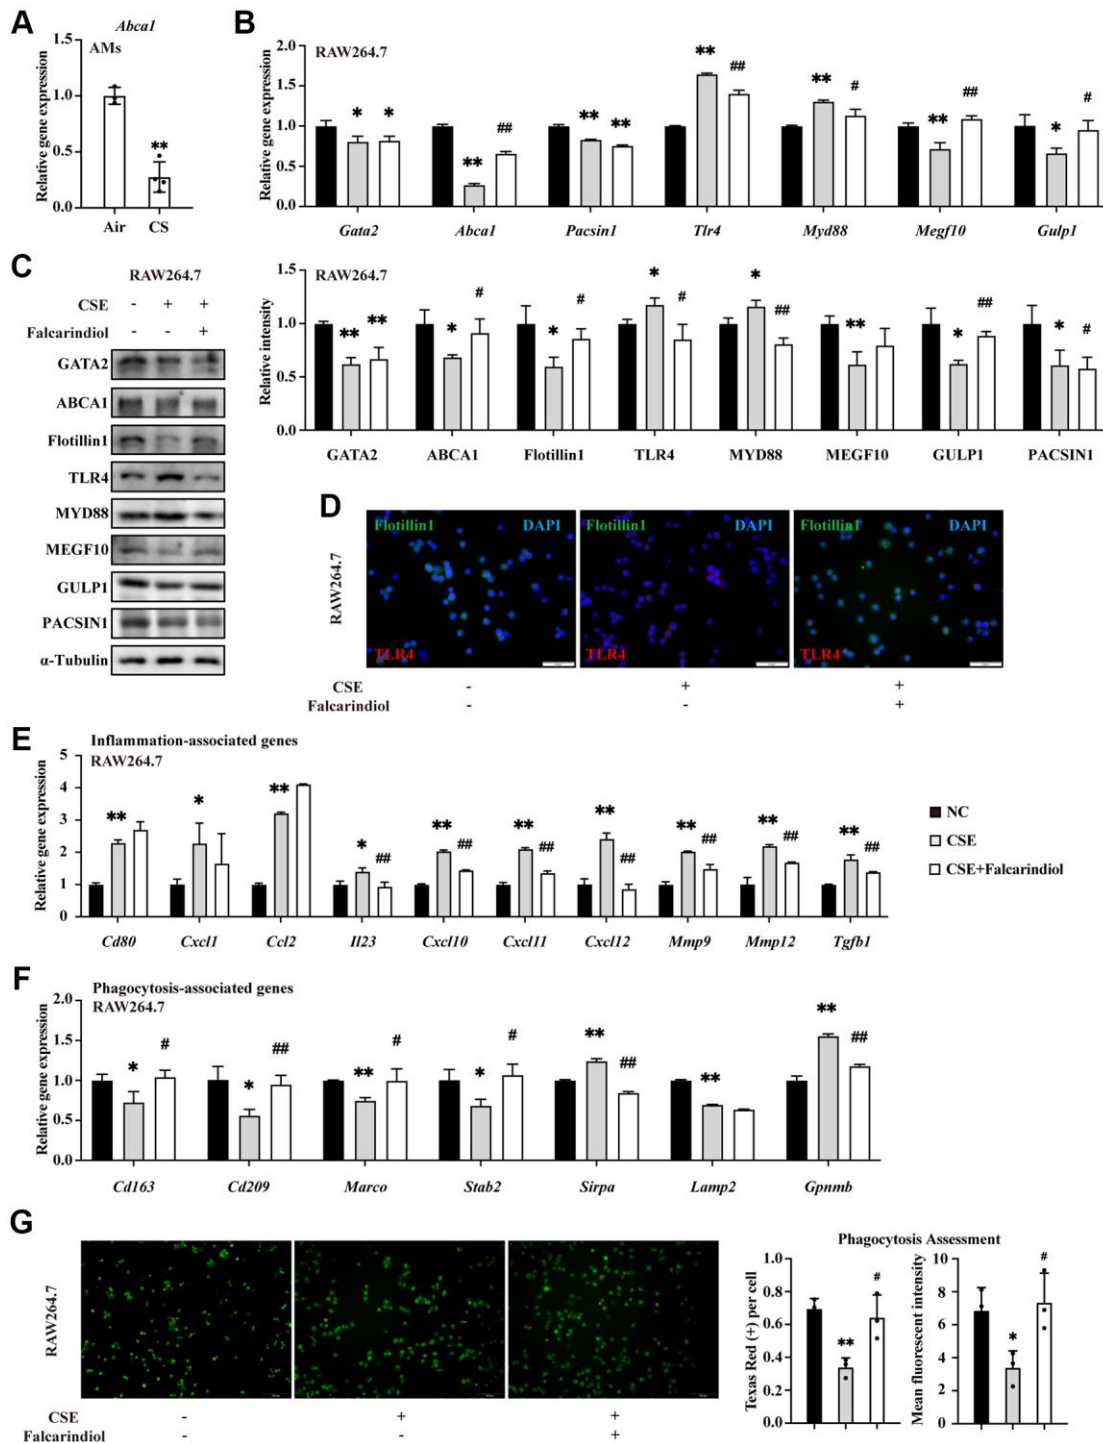 A
Abca1
AMs
Relative gene expression
1.5
1.0
0.5
0.0
**
Air CS
B
RAW264.7
Relative gene expression
2.0
1.5
1.0
0.5
0.0
* * ** ## ** ** ** ## ** # ** ## * #
Gata2 Abca1 Pacsin1 Tlr4 Myd88 Megf10 Gulp1
C
RAW264.7
CSE - + +
Falcarindiol - - +
GATA2
ABCA1
Flotillin1
TLR4
MYD88
MEGF10
GULP1
PACSIN1
α-Tubulin
RAW264.7
Relative intensity
1.5
1.0
0.5
0.0
** ** * # * # * # * ## ** * ## * #
GATA2 ABCA1 Flotillin1 TLR4 MYD88 MEGF10 GULP1 PACSIN1
D
RAW264.7
Flotillin1 DAPI Flotillin1 DAPI Flotillin1 DAPI
TLR4 TLR4 TLR4
CSE - + +
Falcarindiol - - +
E
Inflammation-associated genes
RAW264.7
Relative gene expression
5
4
3
2
1
0
** * ** * ## ** ## ** ## ** ## ** ## ** ## ** ##
Cd80 Cxcl1 Ccl2 Il23 Cxcl10 Cxcl11 Cxcl12 Mmp9 Mmp12 Tgfb1
NC
CSE
CSE+Falcarindiol
F
Phagocytosis-associated genes
RAW264.7
Relative gene expression
2.0
1.5
1.0
0.5
0.0
* # * ## ** # * # ** ## ** ** ##
Cd163 Cd209 Marco Stab2 Sirpa Lamp2 Gpnmb
G
RAW264.7
CSE - + +
Falcarindiol - - +
Phagocytosis Assessment
Texas Red (+) per cell
1.0
0.8
0.6
0.4
0.2
0.0
** #
Mean fluorescent intensity
10
8
6
4
2
0
* #